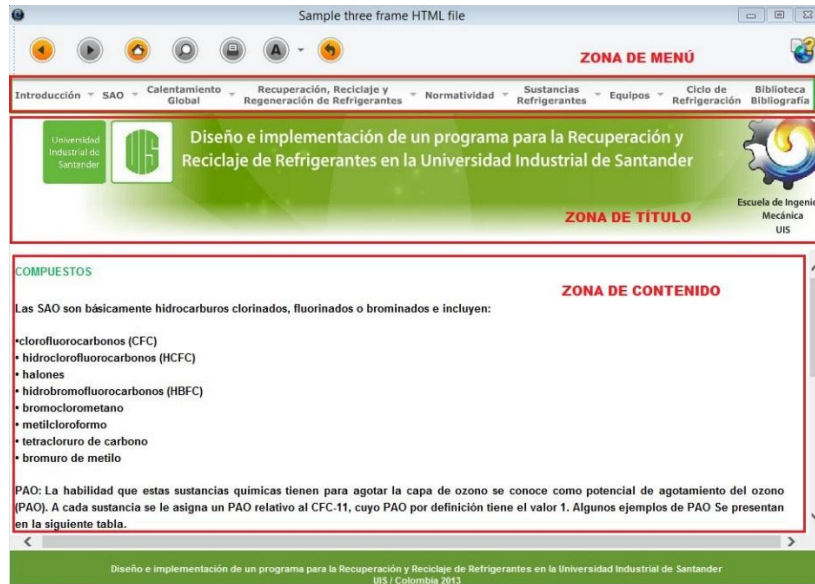 Sample three frame HTML file
A
ZONA DE MENÚ
Introducción
SAO
Calentamiento
Global
Recuperación, Reciclaje y
Regeneración de Refrigerantes
Normatividad
Sustancias
Refrigerantes
Equipos
Ciclo de
Refrigeración
Biblioteca
Bibliografía
Universidad
Industrial de
Santander
UIS
Diseño e implementación de un programa para la Recuperación y
Reciclaje de Refrigerantes en la Universidad Industrial de Santander
Escuela de Ingenie
Mecánica
UIS
ZONA DE TÍTULO
COMPUESTOS
ZONA DE CONTENIDO
Las SAO son básicamente hidrocarburos clorinados, fluorinados o brominados e incluyen:
•clorofluorocarbonos (CFC)
• hidroclorofluorocarbonos (HCFC)
• halones
• hidrobromofluorocarbonos (HBFC)
• bromoclorometano
• metilcloroformo
• tetracloruro de carbono
• bromuro de metilo
PAO: La habilidad que estas sustancias químicas tienen para agotar la capa de ozono se conoce como potencial de agotamiento del ozono
(PAO). A cada sustancia se le asigna un PAO relativo al CFC-11, cuyo PAO por definición tiene el valor 1. Algunos ejemplos de PAO Se presentan
en la siguiente tabla.
Diseño e implementación de un programa para la Recuperación y Reciclaje de Refrigerantes en la Universidad Industrial de Santander
UIS / Colombia 2013